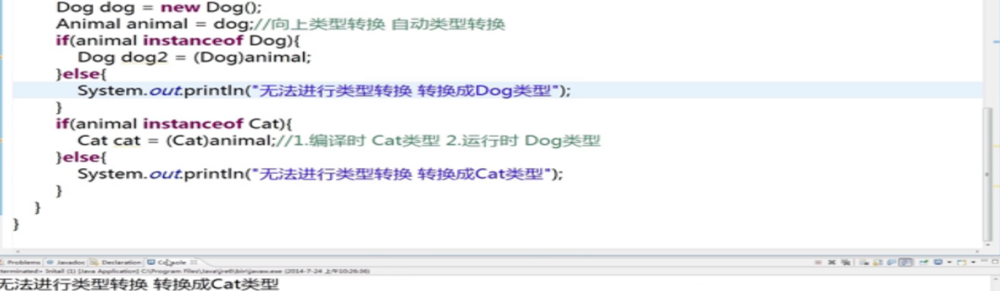 Dog dog = new Dog();
Animal animal = dog;//向上类型转换 自动类型转换
if(animal instanceof Dog){
Dog dog2 = (Dog)animal;
}else{
System.out.println("无法进行类型转换 转换成Dog类型");
}
if(animal instanceof Cat){
Cat cat = (Cat)animal;//1.编译时 Cat类型 2.运行时 Dog类型
}else{
System.out.println("无法进行类型转换 转换成Cat类型");
}
}
}
Problems Javadoc Declaration Console
terminated> Initail (1) [Java Application] C:\Program Files\Java\jre6\bin\javaw.exe (2014-7-24 上午10:26:36)
无法进行类型转换 转换成Cat类型